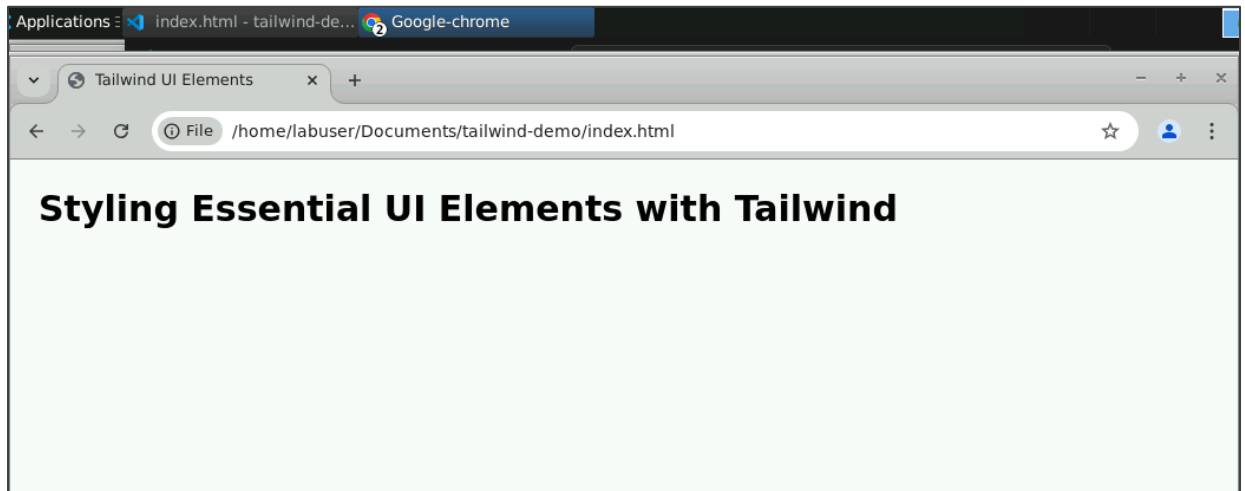 Applications
index.html - tailwind-de...
2
Google-chrome
Tailwind UI Elements
File
/home/labuser/Documents/tailwind-demo/index.html
Styling Essential UI Elements with Tailwind